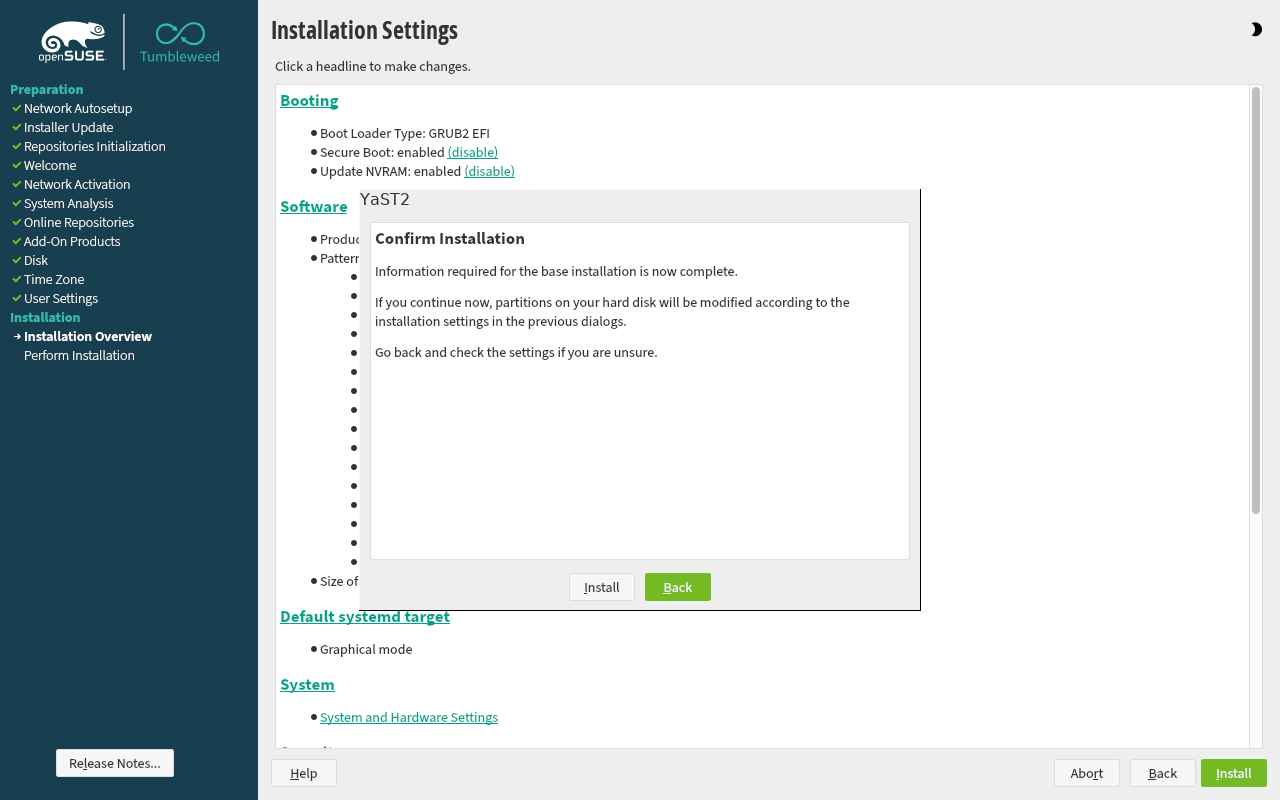 openSUSE
Tumbleweed
Preparation
Network Autosetup
Installer Update
Repositories Initialization
Welcome
Network Activation
System Analysis
Online Repositories
Add-On Products
Disk
Time Zone
User Settings
Installation
Installation Overview
Perform Installation
Release Notes...
Installation Settings
Click a headline to make changes.
Booting
Boot Loader Type: GRUB2 EFI
Secure Boot: enabled (disable)
Update NVRAM: enabled (disable)
Software
Size of
YaST2
Confirm Installation
Information required for the base installation is now complete.
If you continue now, partitions on your hard disk will be modified according to the
installation settings in the previous dialogs.
Go back and check the settings if you are unsure.
Install Back
Default systemd target
Graphical mode
System
System and Hardware Settings
Help Abort Back Install